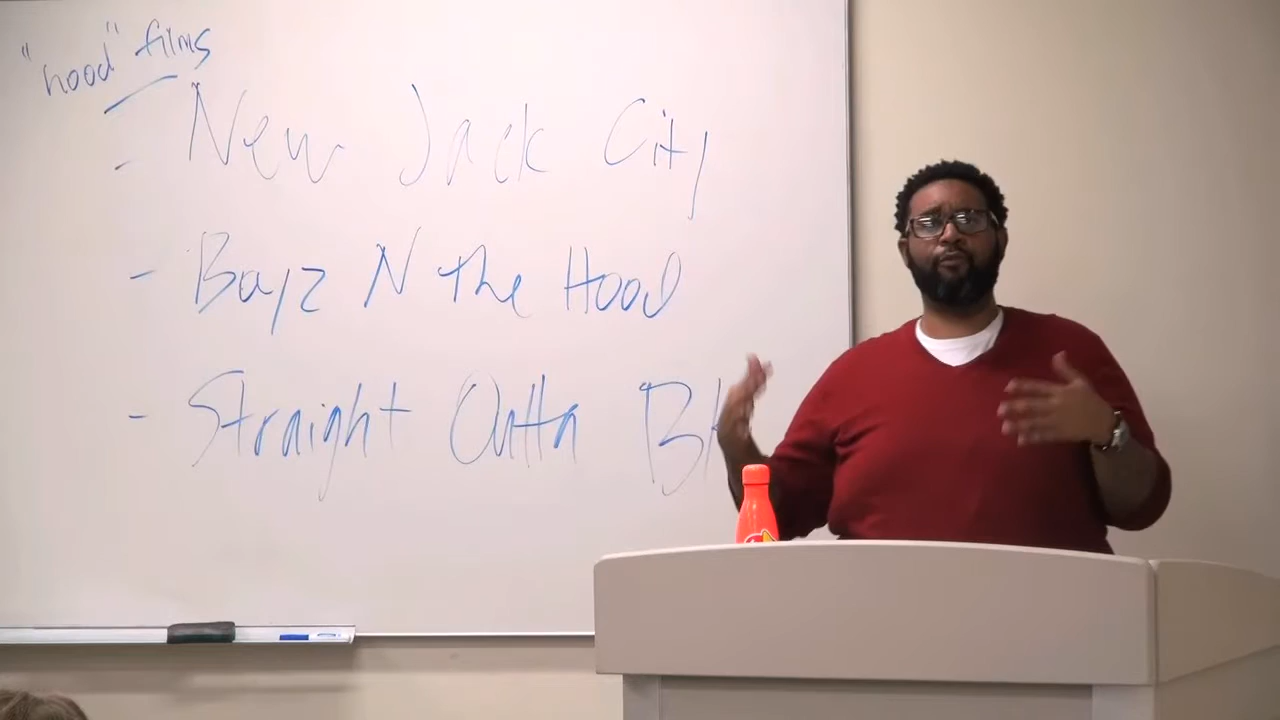 "hood" films
- New Jack City
- Boyz N the Hood
- Straight Outta